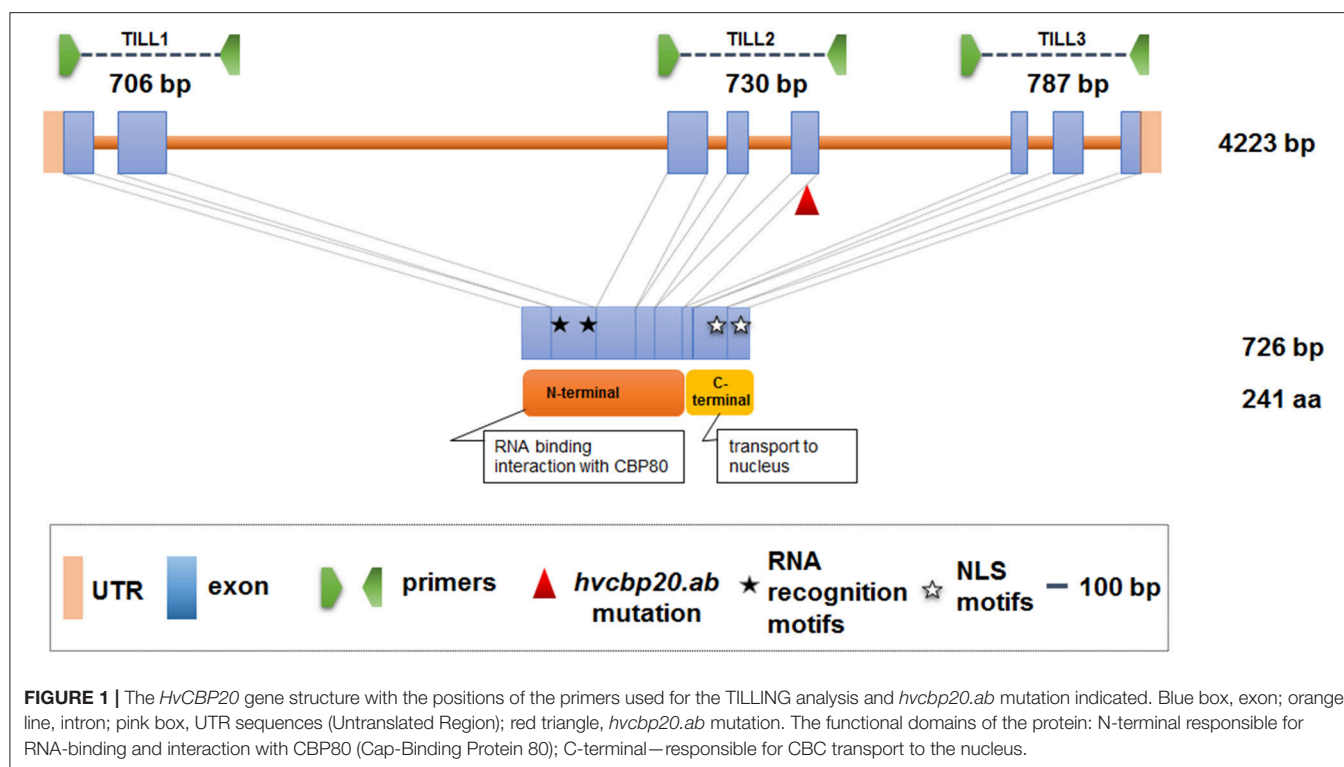 TILL1
TILL2
TILL3
706 bp
730 bp
787 bp
4223 bp
726 bp
N-terminal
C-
terminal
241 aa
RNA binding
interaction with CBP80
transport to
nucleus
UTR
exon
primers
hvcbp20.ab
mutation
RNA
recognition
motifs
NLS
motifs
100 bp
FIGURE 1 | The HvCBP20 gene structure with the positions of the primers used for the TILLING analysis and hvcbp20.ab mutation indicated. Blue box, exon; orange
line, intron; pink box, UTR sequences (Untranslated Region); red triangle, hvcbp20.ab mutation. The functional domains of the protein: N-terminal responsible for
RNA-binding and interaction with CBP80 (Cap-Binding Protein 80); C-terminal—responsible for CBC transport to the nucleus.